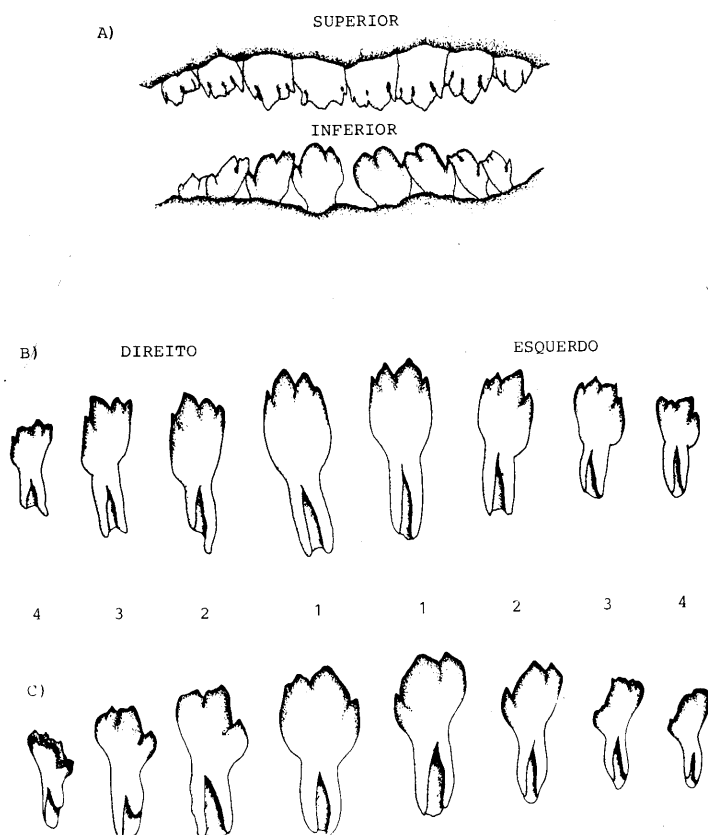 A)
SUPERIOR
INFERIOR
B) DIREITO ESQUERDO
4 3 2 1 1 2 3 4
C)